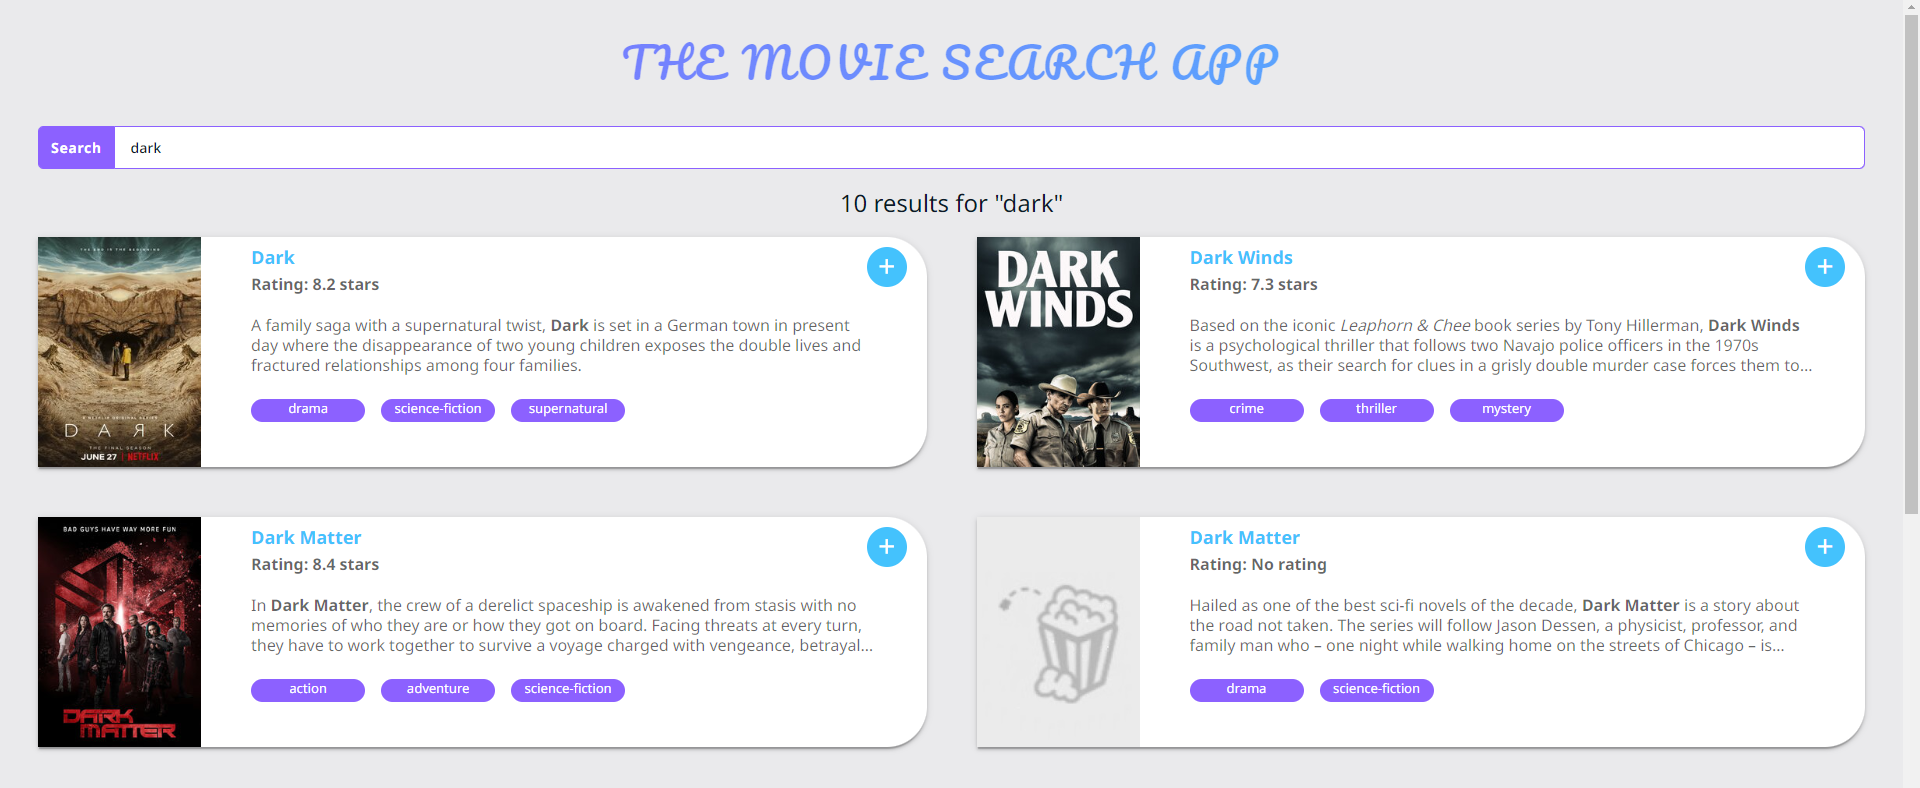 THE MOVIE SEARCH APP
Search
dark
10 results for "dark"
THE END IS THE BEGINNING
A NETFLIX ORIGINAL SERIES
DAЯK
THE FINAL SEASON
JUNE 27 | NETFLIX
Dark
+
Rating: 8.2 stars
A family saga with a supernatural twist, Dark is set in a German town in present
day where the disappearance of two young children exposes the double lives and
fractured relationships among four families.
drama science-fiction supernatural
DARK
WINDS
Dark Winds
+
Rating: 7.3 stars
Based on the iconic Leaphorn & Chee book series by Tony Hillerman, Dark Winds
is a psychological thriller that follows two Navajo police officers in the 1970s
Southwest, as their search for clues in a grisly double murder case forces them to...
crime thriller mystery
BAD GUYS HAVE WAY MORE FUN
DARK
MATTER
Dark Matter
+
Rating: 8.4 stars
In Dark Matter, the crew of a derelict spaceship is awakened from stasis with no
memories of who they are or how they got on board. Facing threats at every turn,
they have to work together to survive a voyage charged with vengeance, betrayal...
action adventure science-fiction
Dark Matter
+
Rating: No rating
Hailed as one of the best sci-fi novels of the decade, Dark Matter is a story about
the road not taken. The series will follow Jason Dessen, a physicist, professor, and
family man who – one night while walking home on the streets of Chicago – is...
drama science-fiction